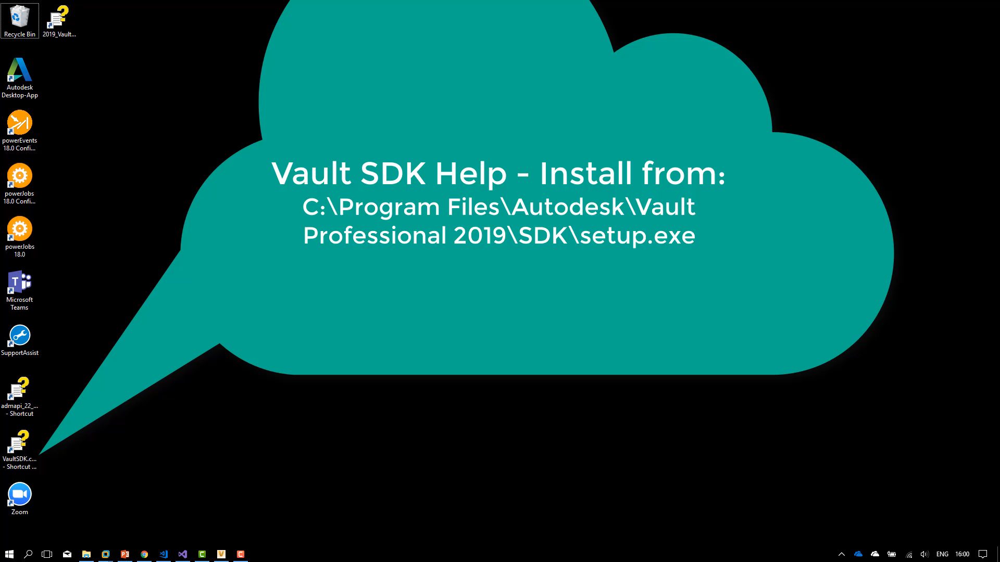 Recycle Bin
2019_Vault...
Autodesk
Desktop-App
powerEvents
18.0 Confi...
powerJobs
18.0 Confi...
powerJobs
18.0
Microsoft
Teams
SupportAssist
admapi_22_...
- Shortcut
VaultSDK.c...
- Shortcut ...
Zoom
Vault SDK Help - Install from:
C:\Program Files\Autodesk\Vault
Professional 2019\SDK\setup.exe
ENG
16:00